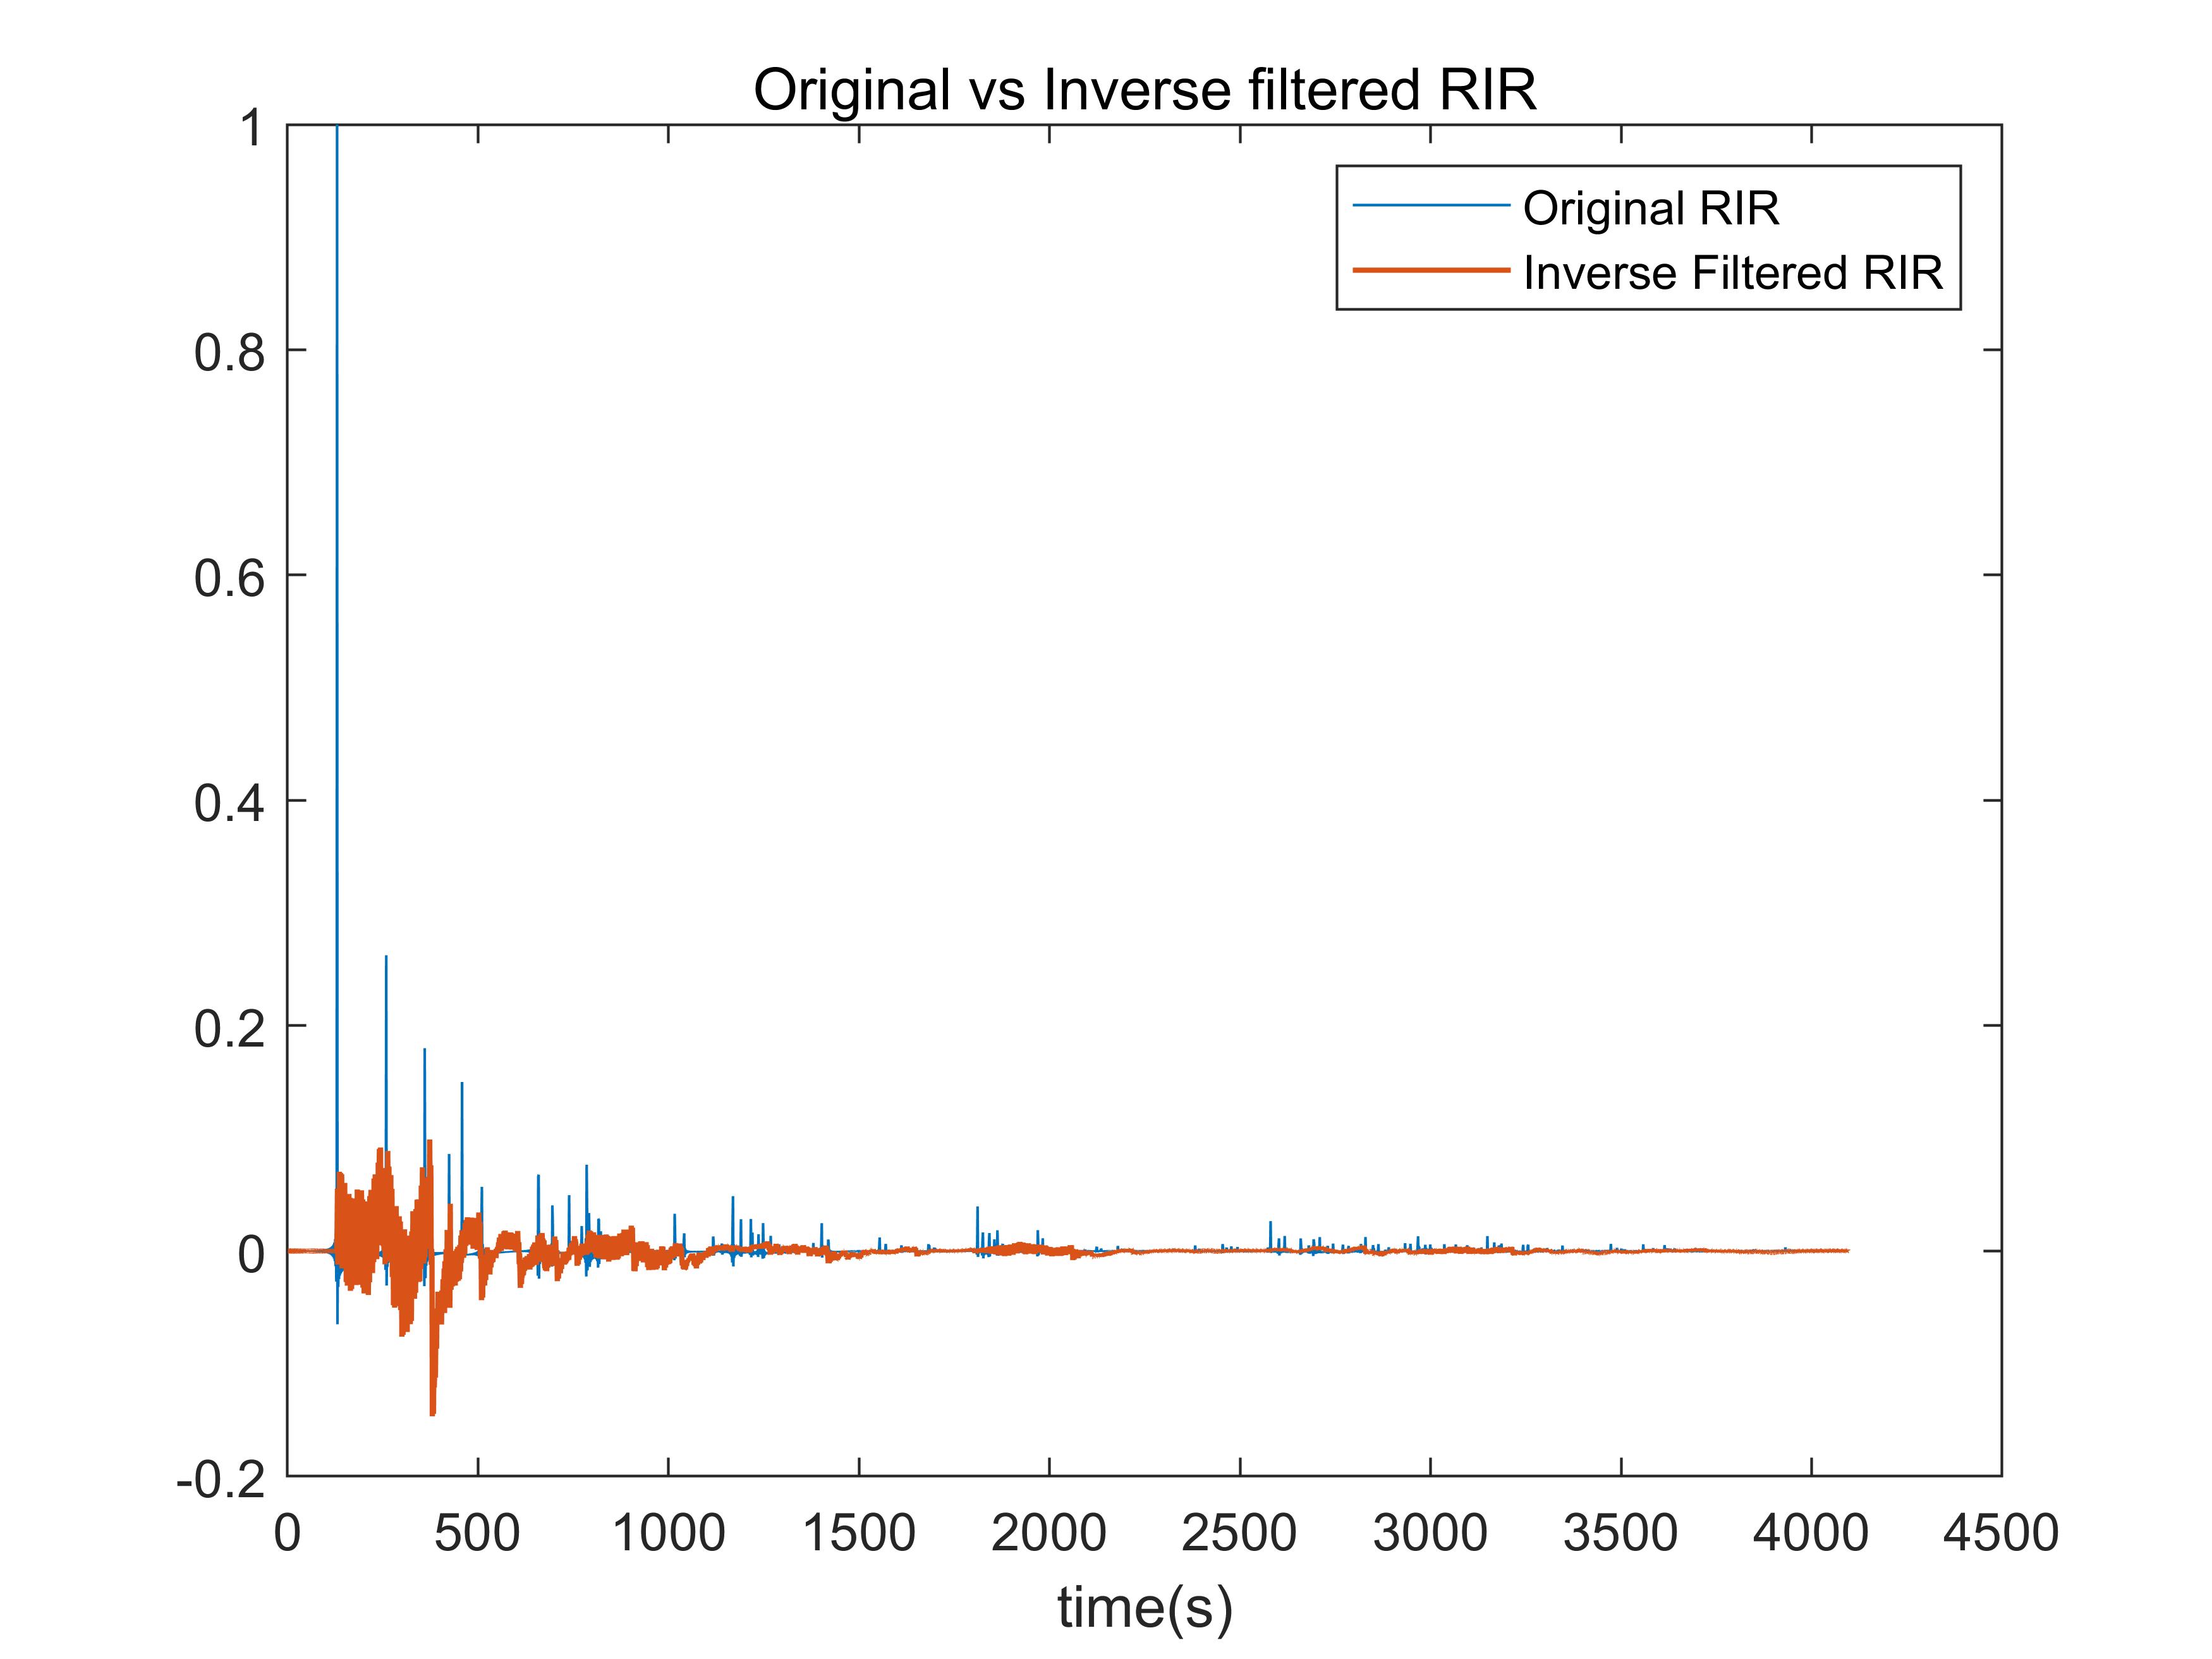 Original vs Inverse filtered RIR
Original RIR
Inverse Filtered RIR
1
0.8
0.6
0.4
0.2
0
-0.2
0 500 1000 1500 2000 2500 3000 3500 4000 4500
time(s)